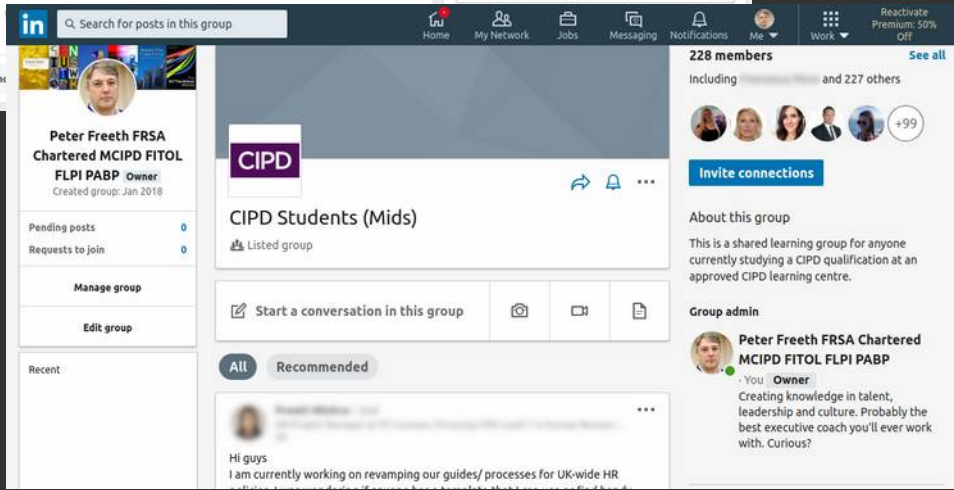 in
Search for posts in this group
Home
My Network
Jobs
Messaging
Notifications
Me
Work
Reactivate
Premium: 50%
Off
Peter Freeth FRSA
Chartered MCIPD FITOL
FLPI PABP Owner
Created group: Jan 2018
Pending posts 0
Requests to join 0
Manage group
Edit group
Recent
CIPD
CIPD Students (Mids)
Listed group
Start a conversation in this group
All
Recommended
Hi guys
I am currently working on revamping our guides/ processes for UK-wide HR
228 members
See all
Including
and 227 others
+99
Invite connections
About this group
This is a shared learning group for anyone
currently studying a CIPD qualification at an
approved CIPD learning centre.
Group admin
Peter Freeth FRSA Chartered
MCIPD FITOL FLPI PABP
· You Owner
Creating knowledge in talent,
leadership and culture. Probably the
best executive coach you'll ever work
with. Curious?